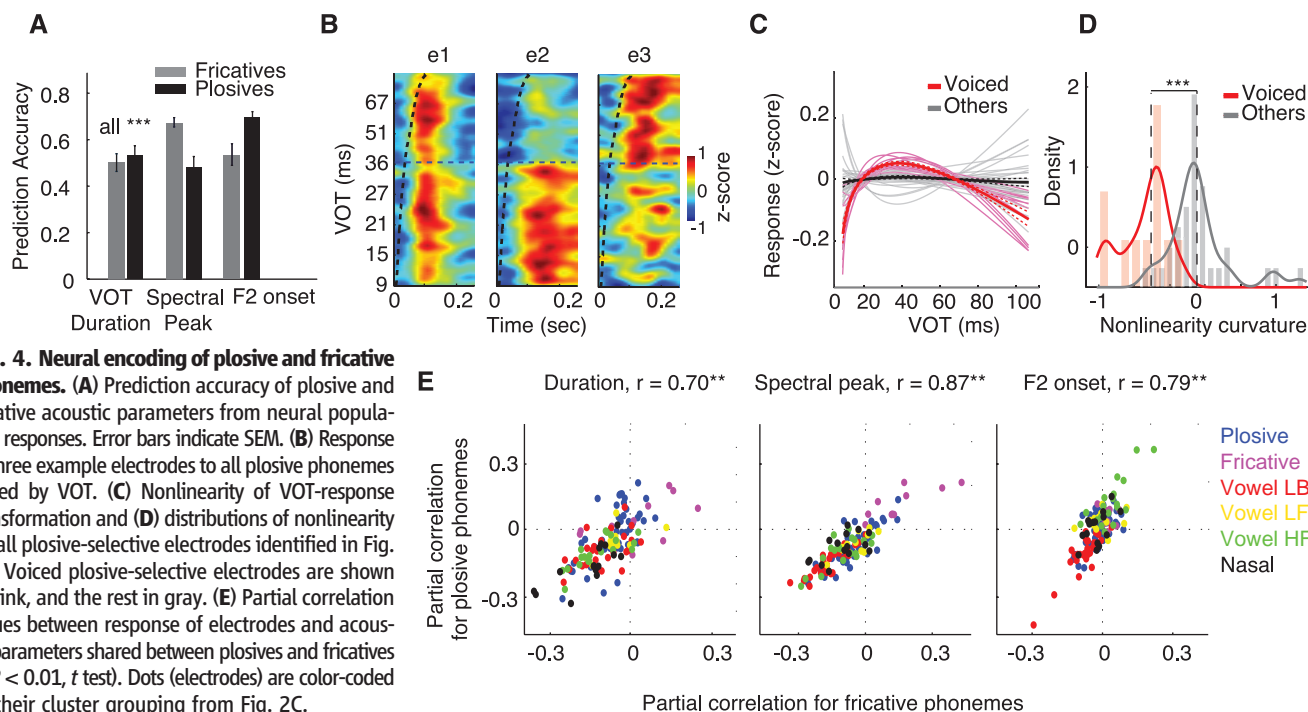 A
Fricatives
Plosives
Prediction Accuracy
0.8
0.6
0.4
0.2
0
all ***
VOT Spectral F2 onset
Duration Peak
B
e1 e2 e3
VOT (ms)
67
51
36
27
21
15
9
0 0.2 0 0.2 0 0.2
Time (sec)
1
0
-1
z-score
C
Voiced
Others
Response (z-score)
0.2
0
-0.2
20 40 60 80 100
VOT (ms)
D
***
Voiced
Others
Density
2
1
0
-1 0 1
Nonlinearity curvature
. 4. Neural encoding of plosive and fricative
onemes. (A) Prediction accuracy of plosive and
ative acoustic parameters from neural popula-
responses. Error bars indicate SEM. (B) Response
hree example electrodes to all plosive phonemes
ed by VOT. (C) Nonlinearity of VOT-response
nsformation and (D) distributions of nonlinearity
all plosive-selective electrodes identified in Fig.
Voiced plosive-selective electrodes are shown
ink, and the rest in gray. (E) Partial correlation
ues between response of electrodes and acous-
parameters shared between plosives and fricatives
P < 0.01, t test). Dots (electrodes) are color-coded
their cluster grouping from Fig. 2C.
E
Duration, r = 0.70** Spectral peak, r = 0.87** F2 onset, r = 0.79**
Partial correlation
for plosive phonemes
0.3
0
-0.3
-0.3 0 0.3 -0.3 0 0.3 -0.3 0 0.3
Partial correlation for fricative phonemes
Plosive
Fricative
Vowel LB
Vowel LF
Vowel HF
Nasal